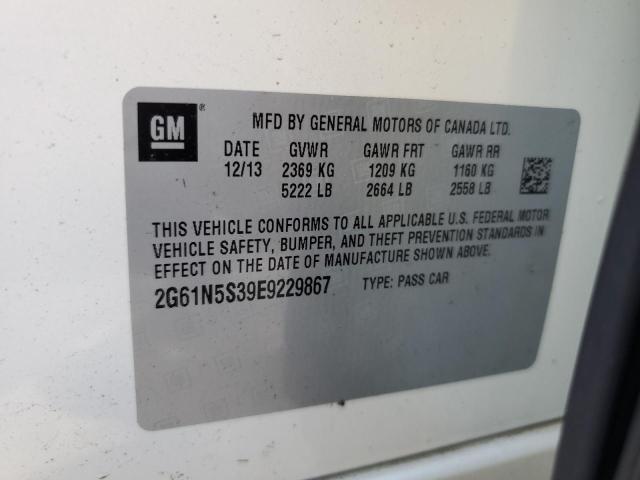 GM ®
MFD BY GENERAL MOTORS OF CANADA LTD.
DATE GVWR GAWR FRT GAWR RR
12/13 2369 KG 1209 KG 1160 KG
5222 LB 2664 LB 2558 LB
THIS VEHICLE CONFORMS TO ALL APPLICABLE U.S. FEDERAL MOTOR
VEHICLE SAFETY, BUMPER, AND THEFT PREVENTION STANDARDS IN
EFFECT ON THE DATE OF MANUFACTURE SHOWN ABOVE.
2G61N5S39E9229867 TYPE: PASS CAR